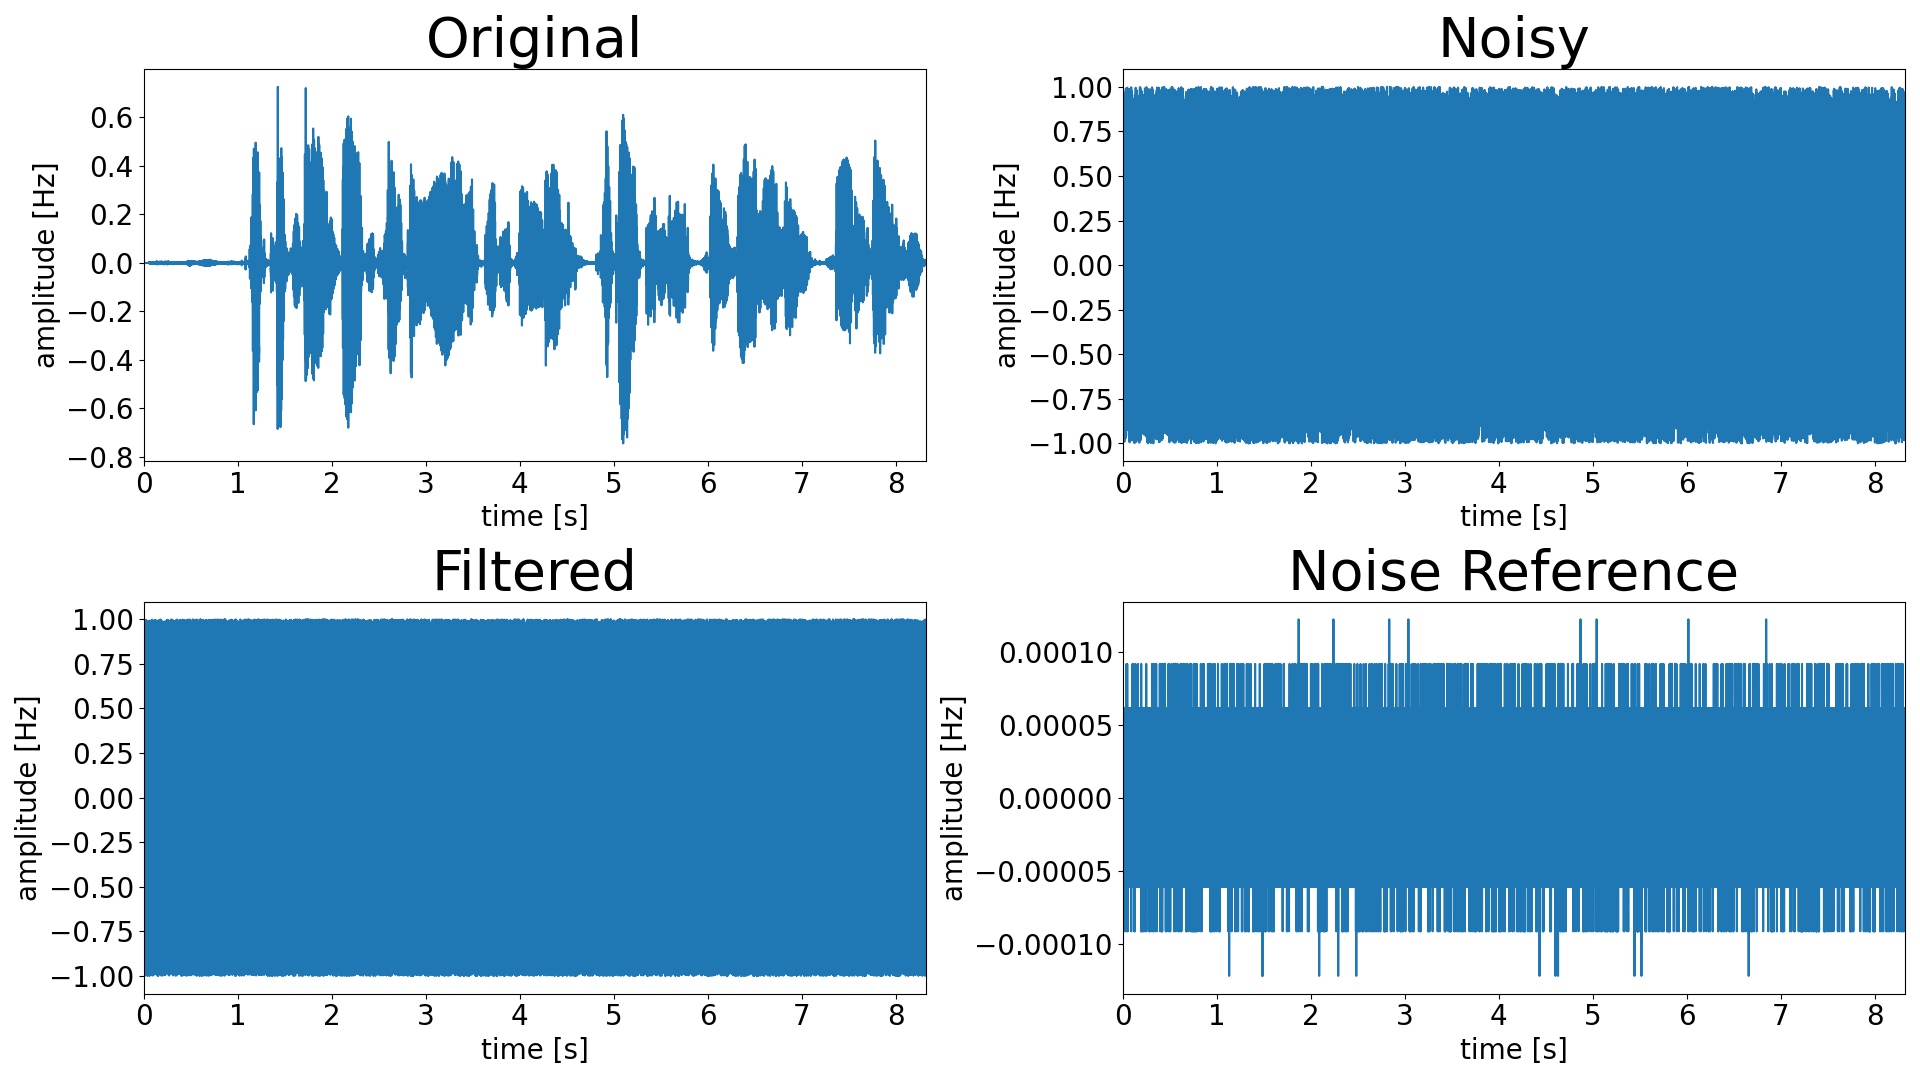 Original
amplitude [Hz]
0.6
0.4
0.2
0.0
−0.2
−0.4
−0.6
−0.8
0 1 2 3 4 5 6 7 8
time [s]
Noisy
amplitude [Hz]
1.00
0.75
0.50
0.25
0.00
−0.25
−0.50
−0.75
−1.00
0 1 2 3 4 5 6 7 8
time [s]
Filtered
amplitude [Hz]
1.00
0.75
0.50
0.25
0.00
−0.25
−0.50
−0.75
−1.00
0 1 2 3 4 5 6 7 8
time [s]
Noise Reference
amplitude [Hz]
0.00010
0.00005
0.00000
−0.00005
−0.00010
0 1 2 3 4 5 6 7 8
time [s]